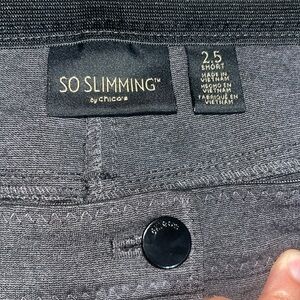 SO SLIMMING™
by chico's
2.5
SHORT
MADE IN
VIETNAM
HECHO EN
VIETNAM
FABRIQUÉ EN
VIETNAM